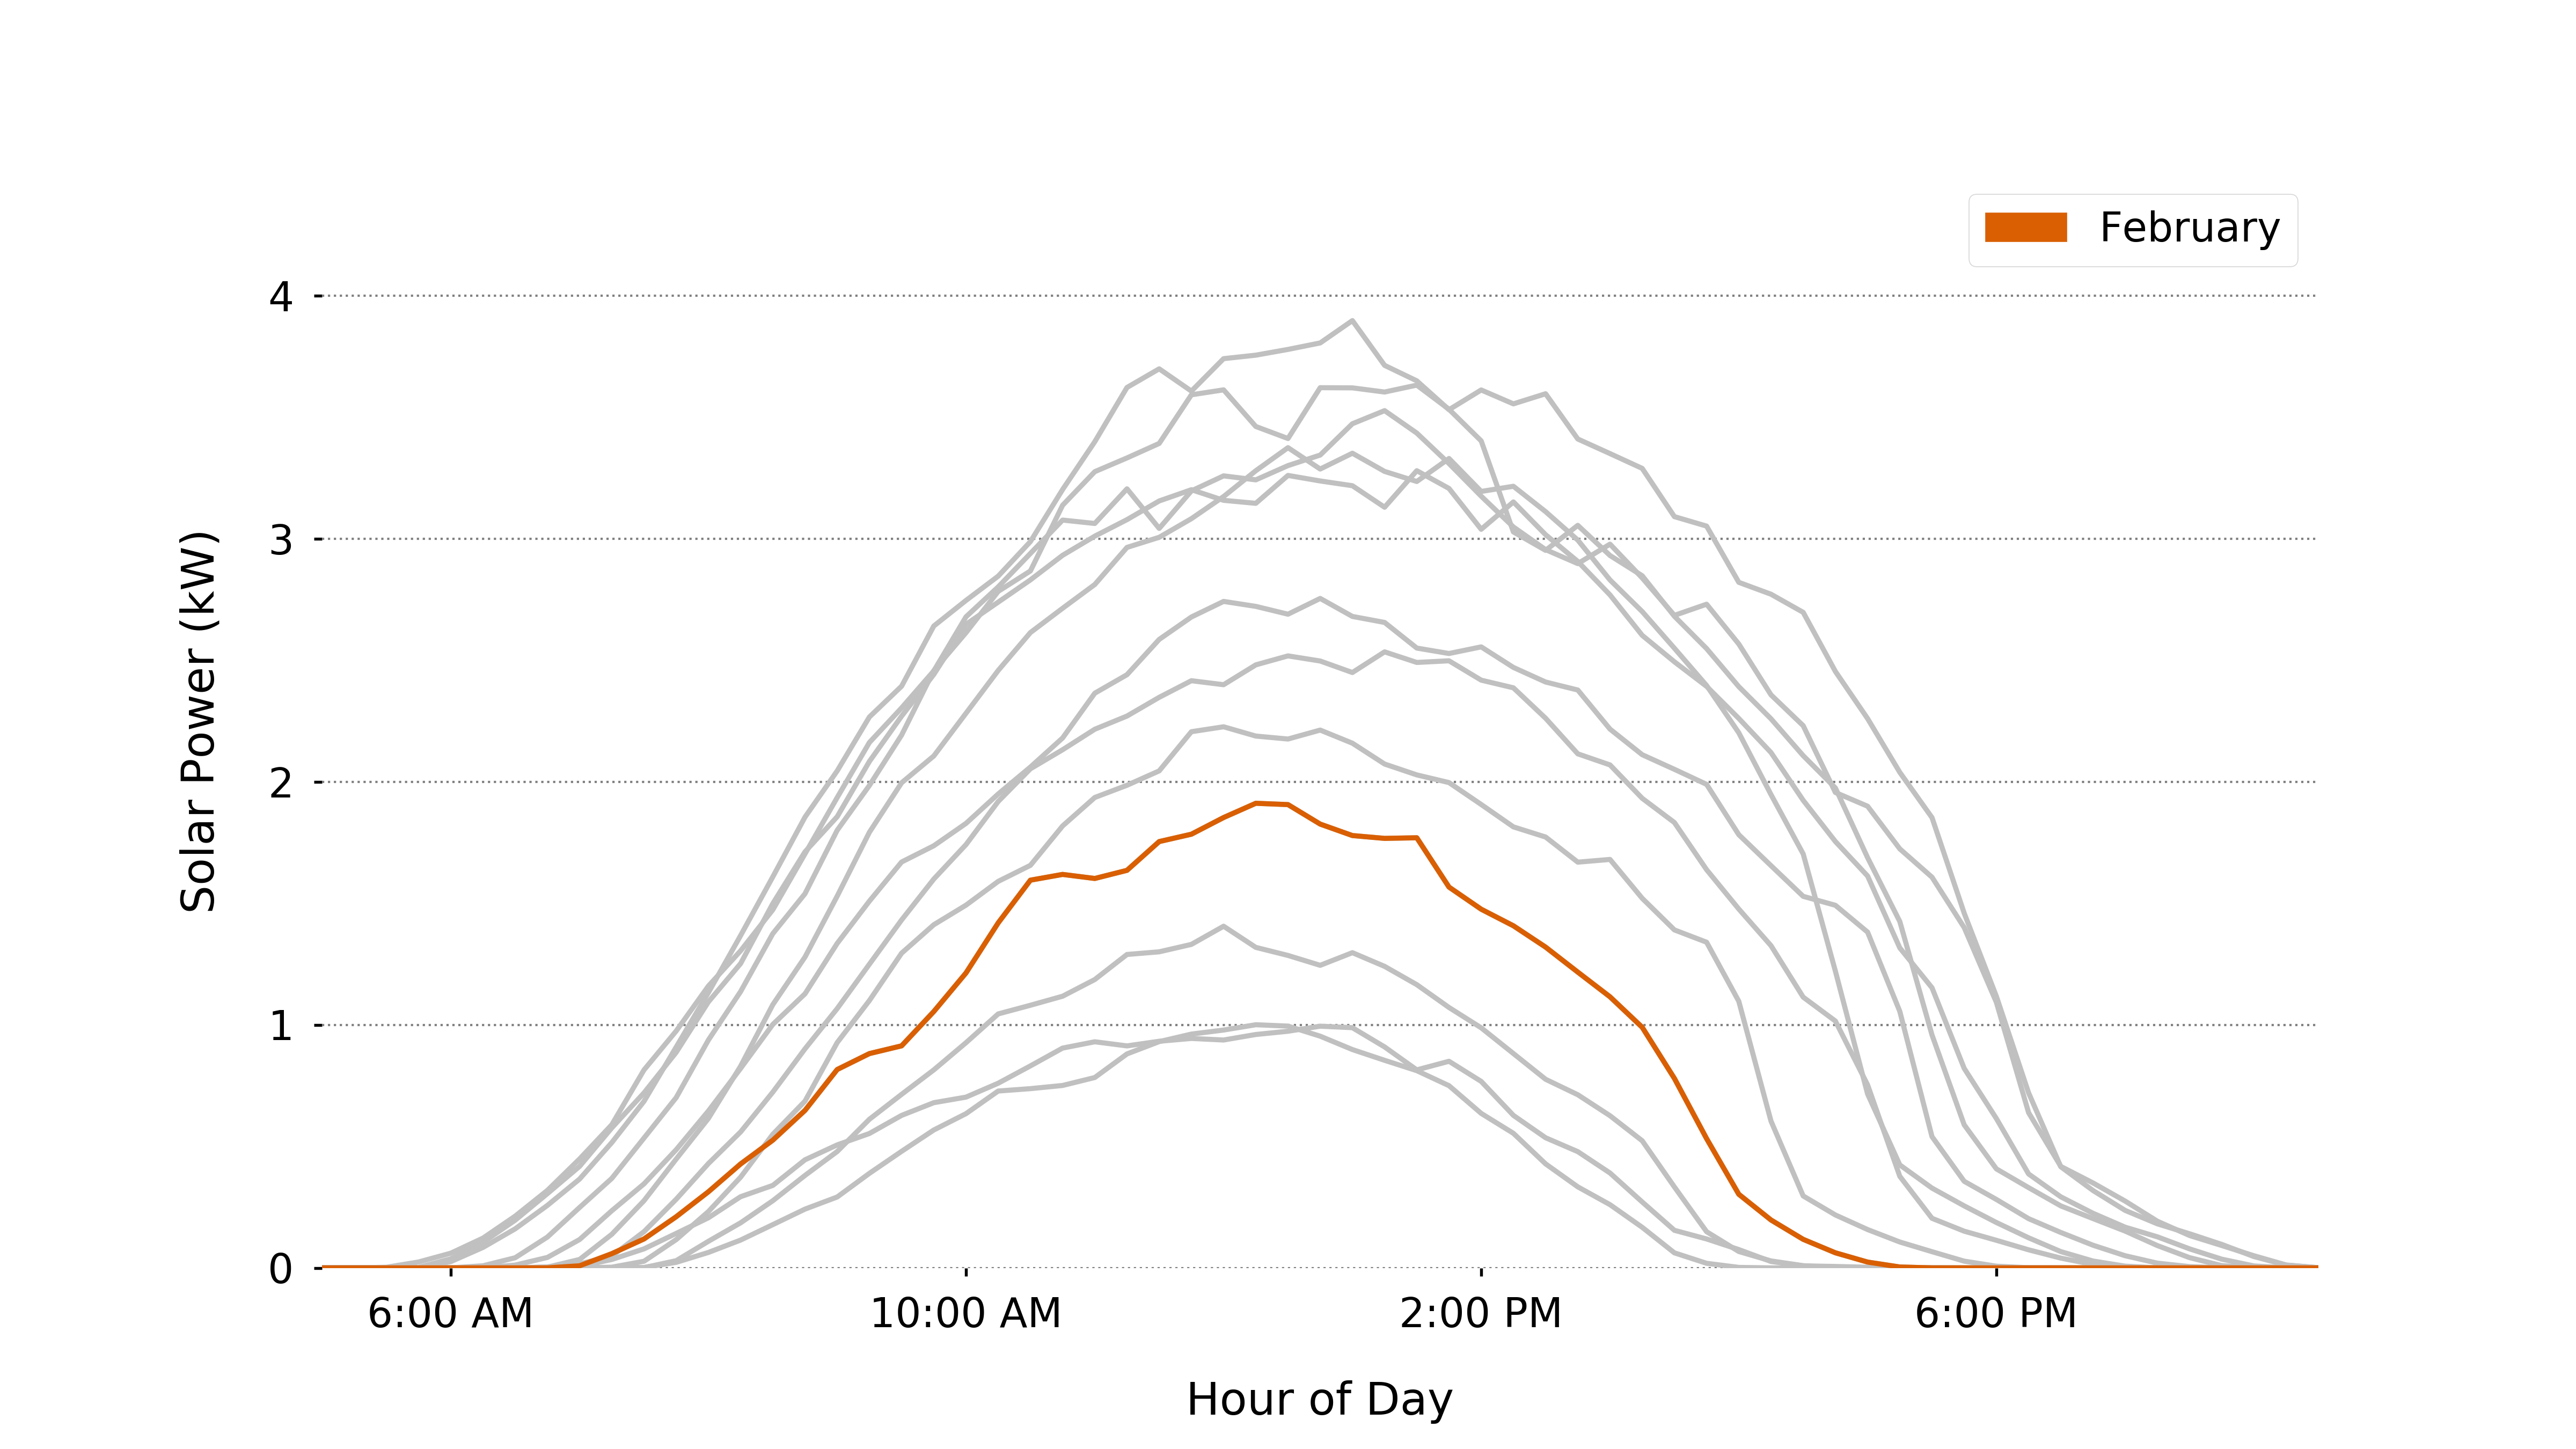 February
4
3
2
1
0
Solar Power (kW)
6:00 AM
10:00 AM
2:00 PM
6:00 PM
Hour of Day